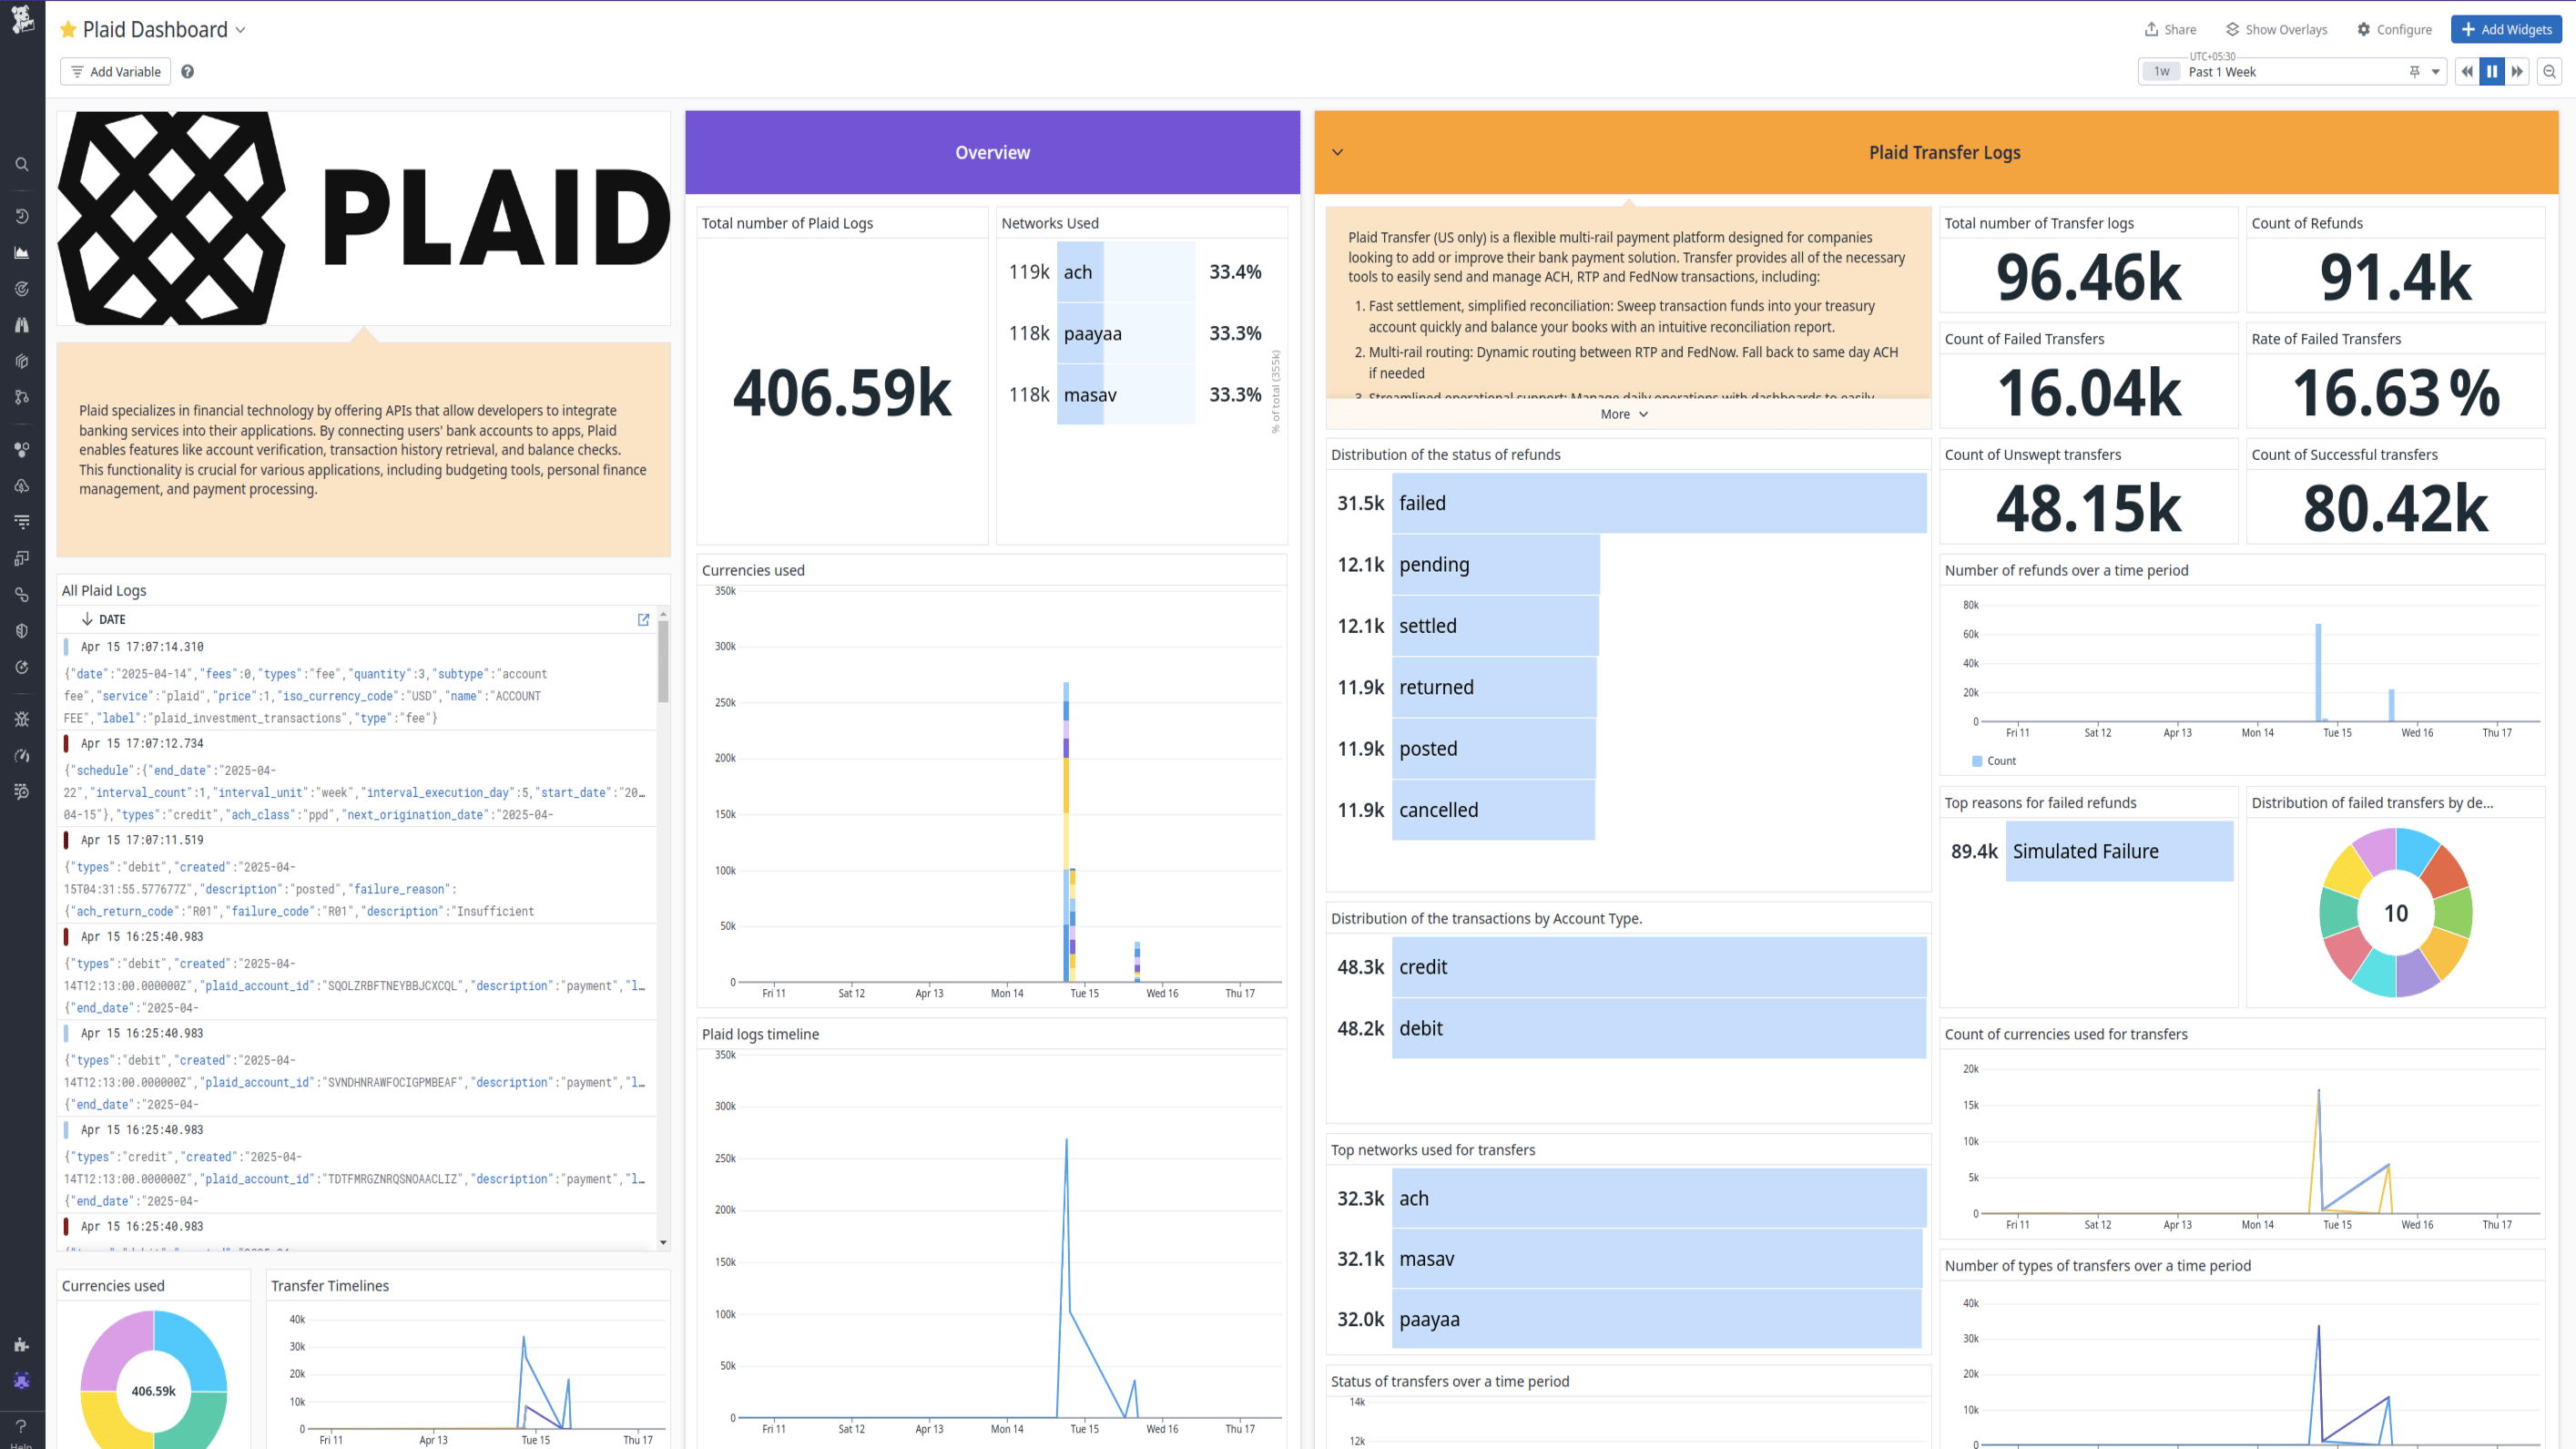 Plaid Dashboard
Share
Show Overlays
Configure
Add Widgets
Add Variable
UTC+05:30
1w Past 1 Week
PLAID
Plaid specializes in financial technology by offering APIs that allow developers to integrate
banking services into their applications. By connecting users' bank accounts to apps, Plaid
enables features like account verification, transaction history retrieval, and balance checks.
This functionality is crucial for various applications, including budgeting tools, personal finance
management, and payment processing.
All Plaid Logs
DATE
Apr 15 17:07:14.310
{"date":"2025-04-14","fees":0,"types":"fee","quantity":3,"subtype":"account
fee","service":"plaid","price":1,"iso_currency_code":"USD","name":"ACCOUNT
FEE","label":"plaid_investment_transactions","type":"fee"}
Apr 15 17:07:12.734
{"schedule":{"end_date":"2025-04-
22","interval_count":1,"interval_unit":"week","interval_execution_day":5,"start_date":"20…
04-15"},"types":"credit","ach_class":"ppd","next_origination_date":"2025-04-
Apr 15 17:07:11.519
{"types":"debit","created":"2025-04-
15T04:31:55.577677Z","description":"posted","failure_reason":
{"ach_return_code":"R01","failure_code":"R01","description":"Insufficient
Apr 15 16:25:40.983
{"types":"debit","created":"2025-04-
14T12:13:00.000000Z","plaid_account_id":"SQOLZRBFTNEYBBJCXCQL","description":"payment","l…
{"end_date":"2025-04-
Apr 15 16:25:40.983
{"types":"debit","created":"2025-04-
14T12:13:00.000000Z","plaid_account_id":"SVNDHNRAWFOCIGPMBEAF","description":"payment","l…
{"end_date":"2025-04-
Apr 15 16:25:40.983
{"types":"credit","created":"2025-04-
14T12:13:00.000000Z","plaid_account_id":"TDTFMRGZNRQSNOAACLIZ","description":"payment","l…
{"end_date":"2025-04-
Apr 15 16:25:40.983
Currencies used
406.59k
Transfer Timelines
40k
30k
20k
10k
0
Fri 11 Apr 13 Tue 15 Thu 17
Overview
Total number of Plaid Logs
406.59k
Networks Used
119k ach 33.4%
118k paayaa 33.3%
118k masav 33.3%
% of total (355k)
Currencies used
350k
300k
250k
200k
150k
100k
50k
0
Fri 11 Sat 12 Apr 13 Mon 14 Tue 15 Wed 16 Thu 17
Plaid logs timeline
350k
300k
250k
200k
150k
100k
50k
0
Fri 11 Sat 12 Apr 13 Mon 14 Tue 15 Wed 16 Thu 17
Plaid Transfer Logs
Plaid Transfer (US only) is a flexible multi-rail payment platform designed for companies
looking to add or improve their bank payment solution. Transfer provides all of the necessary
tools to easily send and manage ACH, RTP and FedNow transactions, including:
1. Fast settlement, simplified reconciliation: Sweep transaction funds into your treasury
account quickly and balance your books with an intuitive reconciliation report.
2. Multi-rail routing: Dynamic routing between RTP and FedNow. Fall back to same day ACH
if needed
3. Streamlined operational support: Manage daily operations with dashboards to easily
More
Distribution of the status of refunds
31.5k failed
12.1k pending
12.1k settled
11.9k returned
11.9k posted
11.9k cancelled
Distribution of the transactions by Account Type.
48.3k credit
48.2k debit
Top networks used for transfers
32.3k ach
32.1k masav
32.0k paayaa
Status of transfers over a time period
14k
12k
Total number of Transfer logs
96.46k
Count of Refunds
91.4k
Count of Failed Transfers
16.04k
Rate of Failed Transfers
16.63 %
Count of Unswept transfers
48.15k
Count of Successful transfers
80.42k
Number of refunds over a time period
80k
60k
40k
20k
0
Fri 11 Sat 12 Apr 13 Mon 14 Tue 15 Wed 16 Thu 17
Count
Top reasons for failed refunds
89.4k Simulated Failure
Distribution of failed transfers by de...
10
Count of currencies used for transfers
20k
15k
10k
5k
0
Fri 11 Sat 12 Apr 13 Mon 14 Tue 15 Wed 16 Thu 17
Number of types of transfers over a time period
40k
30k
20k
10k
0